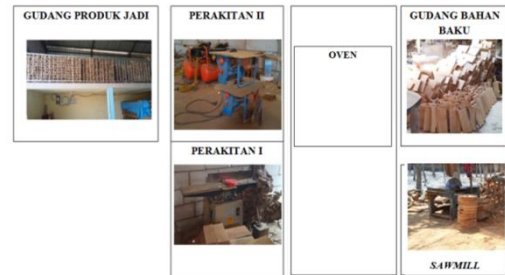 GUDANG PRODUK JADI
PERAKITAN II
GUDANG BAHAN
BAKU
OVEN
PERAKITAN I
SAWMILL